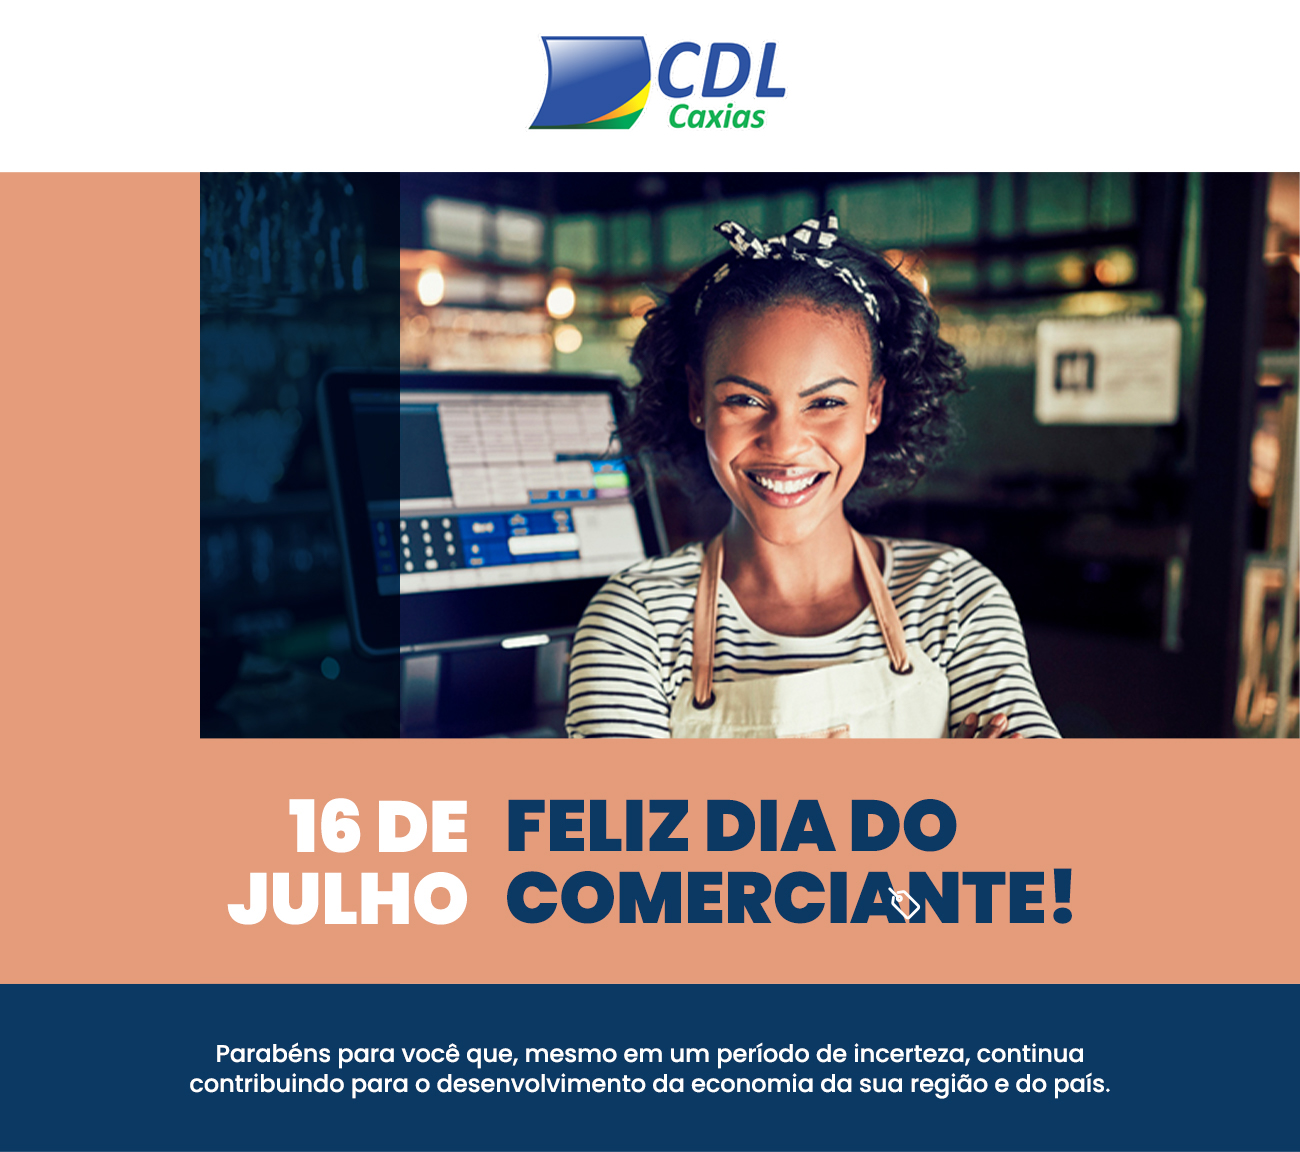 CDL
Caxias
16 DE
JULHO
FELIZ DIA DO
COMERCIANTE!
Parabéns para você que, mesmo em um período de incerteza, continua
contribuindo para o desenvolvimento da economia da sua região e do país.